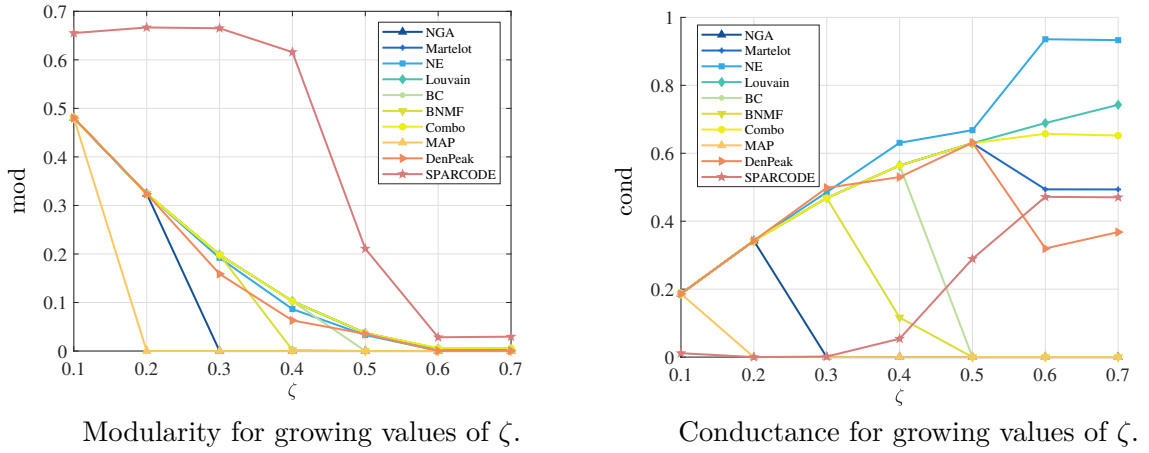 0.7
0.6
0.5
0.4
0.3
0.2
0.1
0
mod
0.1 0.2 0.3 0.4 0.5 0.6 0.7
ζ
NGA
Martelot
NE
Louvain
BC
BNMF
Combo
MAP
DenPeak
SPARCODE
Modularity for growing values of ζ.
1
0.8
0.6
0.4
0.2
0
cond
0.1 0.2 0.3 0.4 0.5 0.6 0.7
ζ
NGA
Martelot
NE
Louvain
BC
BNMF
Combo
MAP
DenPeak
SPARCODE
Conductance for growing values of ζ.